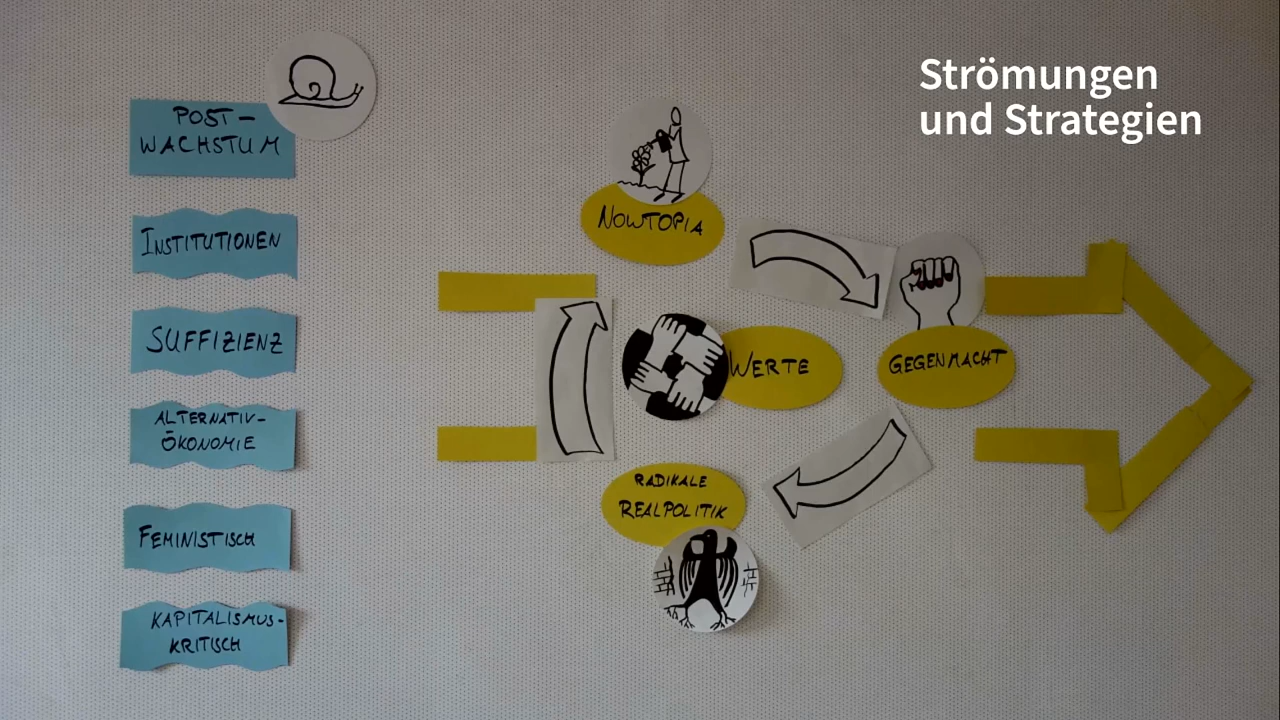 Strömungen
und Strategien
POST-
WACHSTUM
INSTITUTIONEN
SUFFIZIENZ
ALTERNATIV-
ÖKONOMIE
FEMINISTISCH
KAPITALISMUS-
KRITISCH
NOWTOPIA
WERTE
GEGENMACHT
RADIKALE
REALPOLITIK